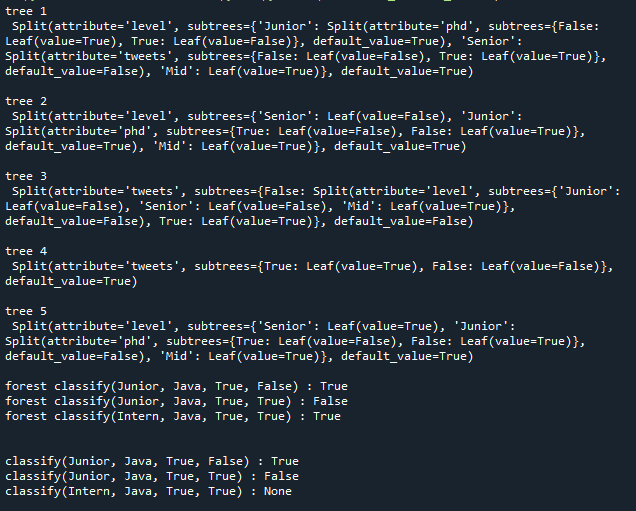 tree 1
Split(attribute='level', subtrees={'Junior': Split(attribute='phd', subtrees={False:
Leaf(value=True), True: Leaf(value=False)}, default_value=True), 'Senior':
Split(attribute='tweets', subtrees={False: Leaf(value=False), True: Leaf(value=True)},
default_value=False), 'Mid': Leaf(value=True)}, default_value=True)
tree 2
Split(attribute='level', subtrees={'Senior': Leaf(value=False), 'Junior':
Split(attribute='phd', subtrees={True: Leaf(value=False), False: Leaf(value=True)},
default_value=True), 'Mid': Leaf(value=True)}, default_value=True)
tree 3
Split(attribute='tweets', subtrees={False: Split(attribute='level', subtrees={'Junior':
Leaf(value=False), 'Senior': Leaf(value=False), 'Mid': Leaf(value=True)},
default_value=False), True: Leaf(value=True)}, default_value=False)
tree 4
Split(attribute='tweets', subtrees={True: Leaf(value=True), False: Leaf(value=False)},
default_value=True)
tree 5
Split(attribute='level', subtrees={'Senior': Leaf(value=True), 'Junior':
Split(attribute='phd', subtrees={True: Leaf(value=False), False: Leaf(value=True)},
default_value=False), 'Mid': Leaf(value=True)}, default_value=True)
forest classify(Junior, Java, True, False) : True
forest classify(Junior, Java, True, True) : False
forest classify(Intern, Java, True, True) : True
classify(Junior, Java, True, False) : True
classify(Junior, Java, True, True) : False
classify(Intern, Java, True, True) : None